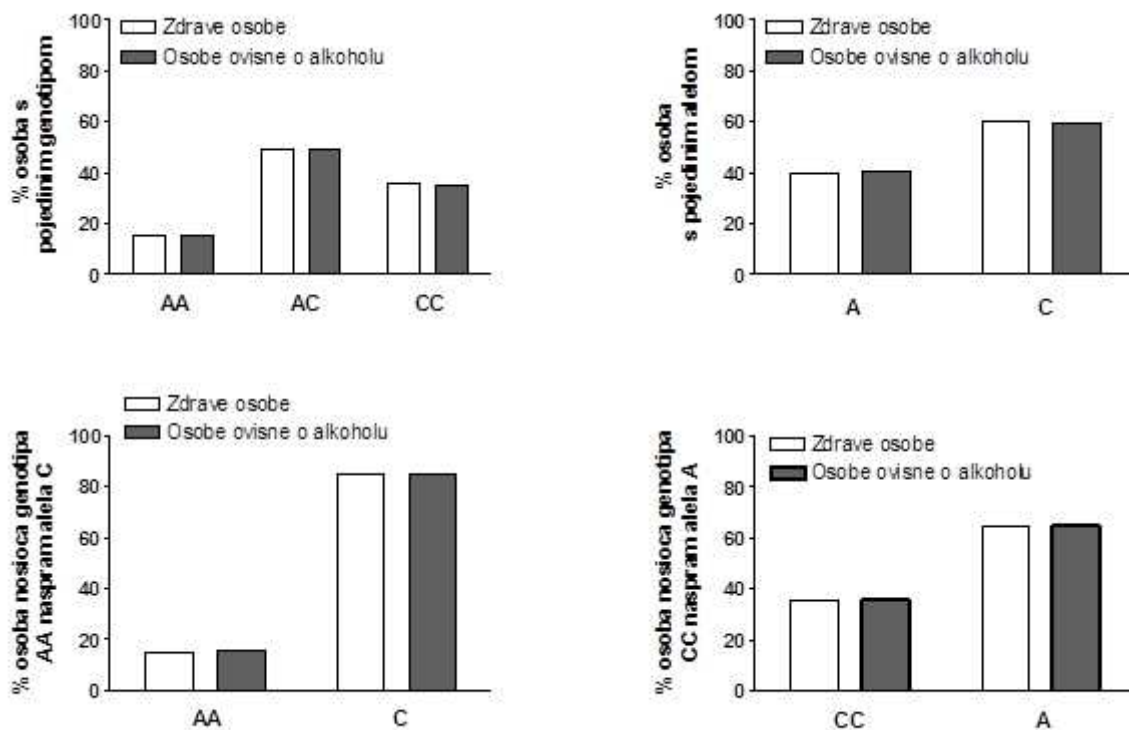 % osoba s
pojedinim genotipom
100
80
60
40
20
0
Zdrave osobe
Osobe ovisne o alkoholu
AA AC CC
% osoba
s pojedinim alelom
100
80
60
40
20
0
Zdrave osobe
Osobe ovisne o alkoholu
A C
% osoba nosioca genotipa
AA naspram alela C
Zdrave osobe
Osobe ovisne o alkoholu
100
80
60
40
20
0
AA C
% osoba nosioca genotipa
CC naspram alela A
100
80
60
40
20
0
Zdrave osobe
Osobe ovisne o alkoholu
CC A